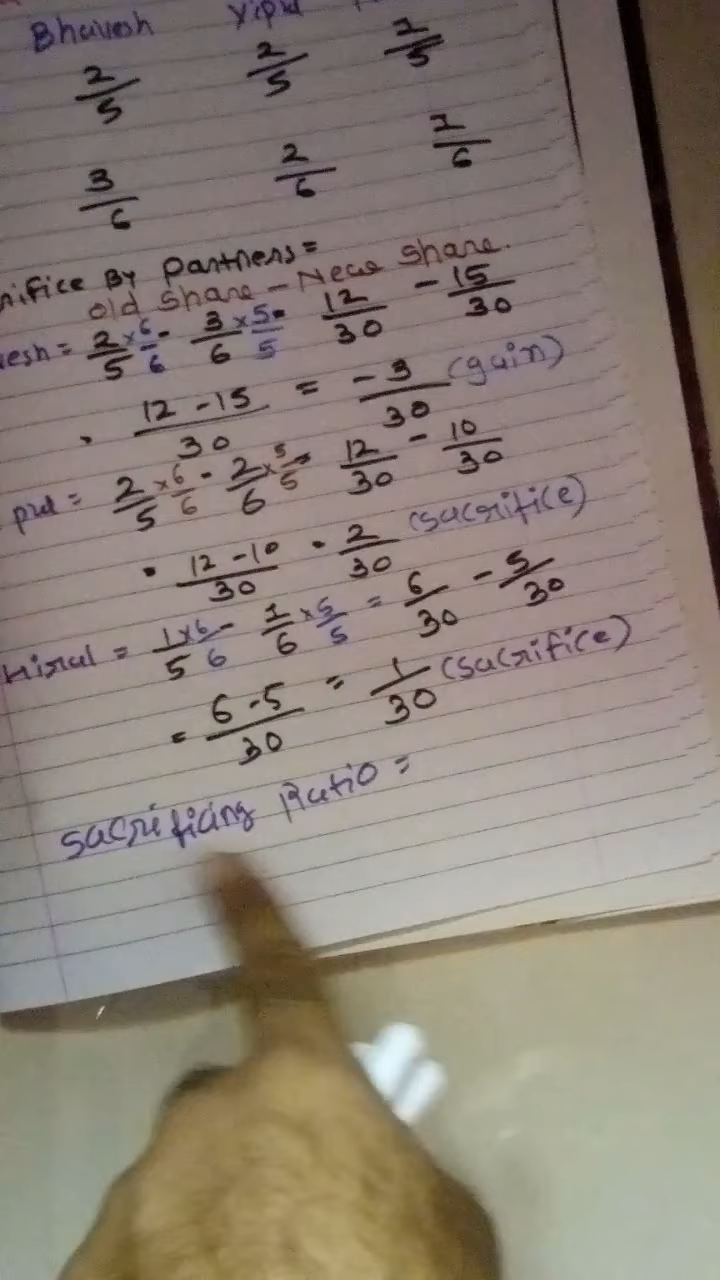 Bhavesh Vipul
2/5 2/5 1/5
3/6 2/6 1/6
rifice By Partners =
old Share - New Share.
esh = 2/5 × 6/6 - 3/6 × 5/5 = 12/30 - 15/30
= 12 - 15/30 = -3/30 (gain)
pul = 2/5 × 6/6 - 2/6 × 5/5 = 12/30 - 10/30
= 12 - 10/30 = 2/30 (sacrifice)
hiral = 1/5 × 6/6 - 1/6 × 5/5 = 6/30 - 5/30
= 6 - 5/30 = 1/30 (sacrifice)
Sacrificing Ratio =